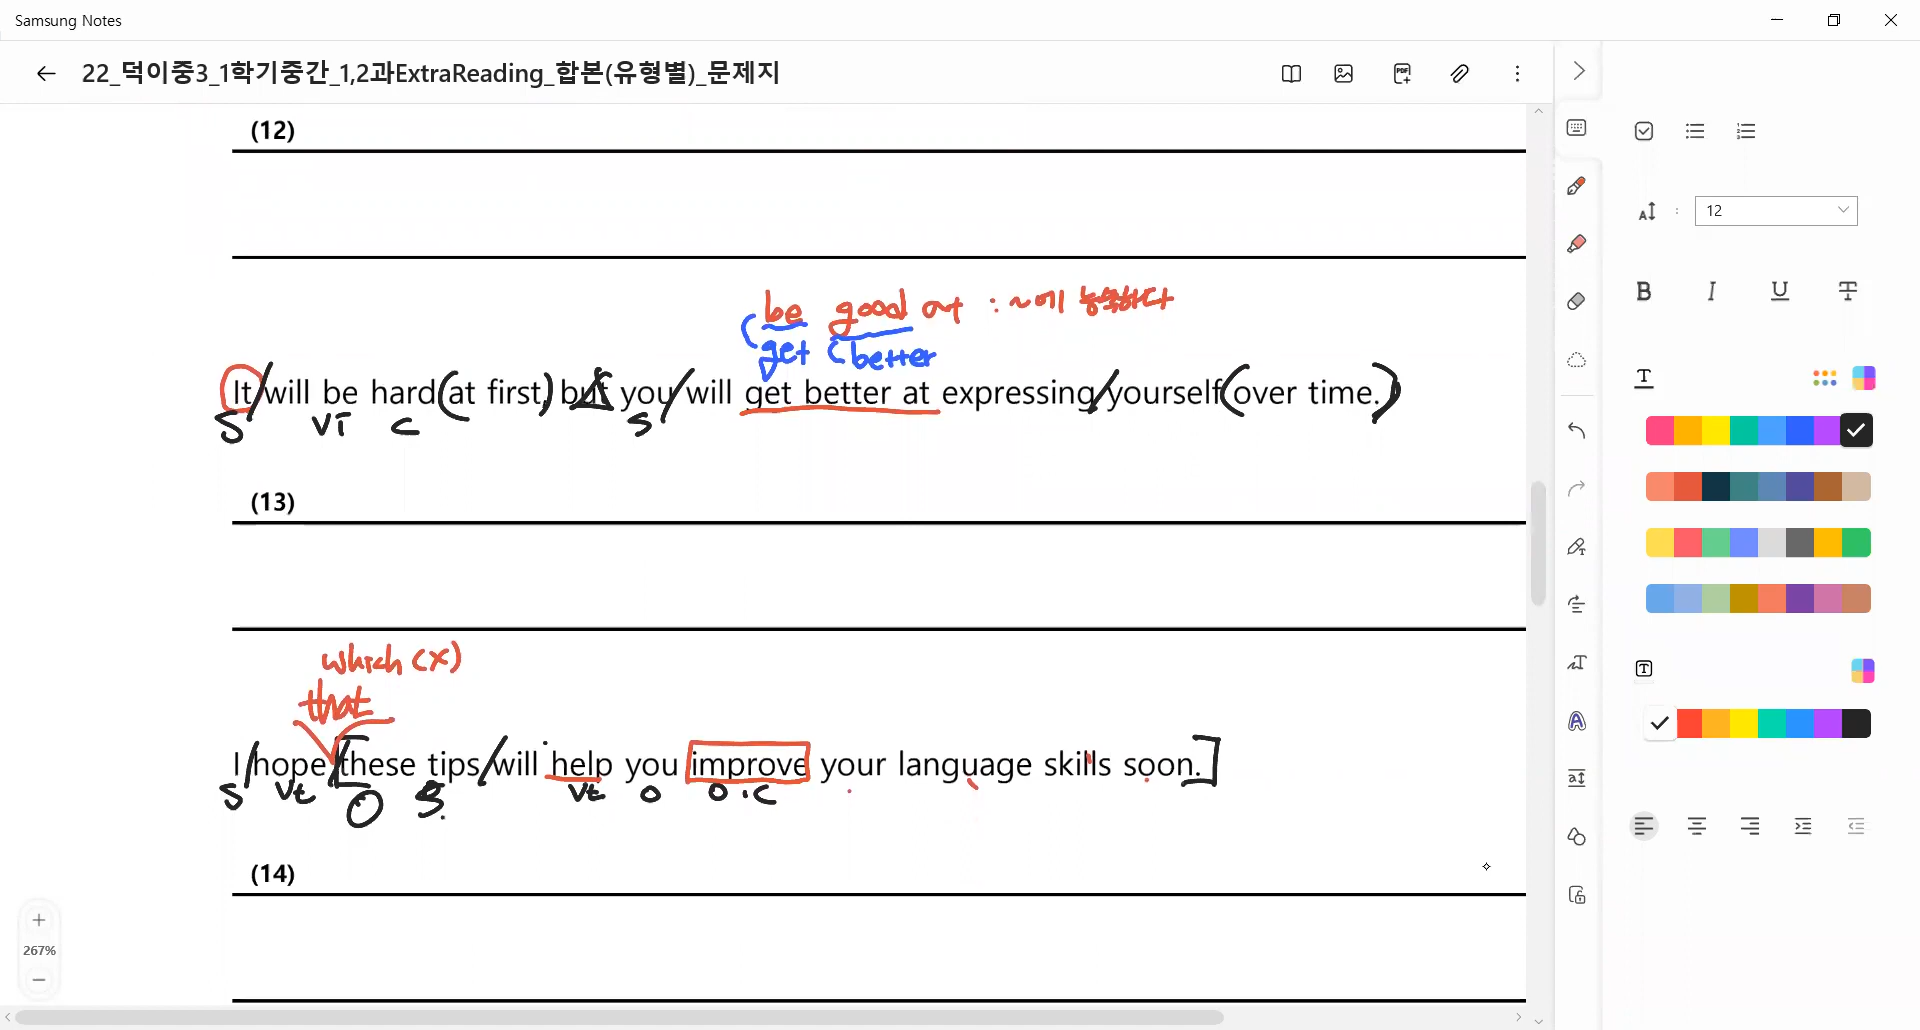 Samsung Notes
22_덕이중3_1학기중간_1,2과ExtraReading_합본(유형별)_문제지
12
(12)
be good at : ~에 능숙하다
get better
It will be hard (at first,) but you will get better at expressing yourself (over time.)
S Vi C S
(13)
which (x)
that
I hope [these tips will help you improve your language skills soon.]
S Vt O S Vt O O.C
(14)
267%